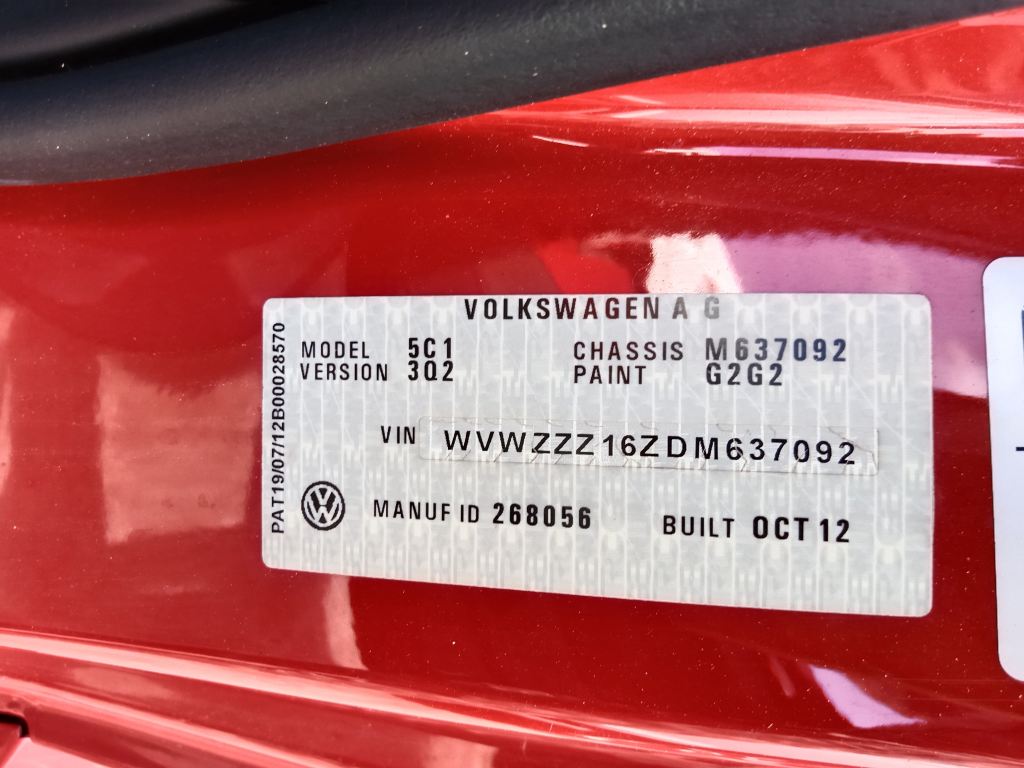 VOLKSWAGEN A G
MODEL 5C1 CHASSIS M637092
VERSION 3Q2 PAINT G2G2
VIN WVWZZZ16ZDM637092
MANUF ID 268056 BUILT OCT 12
PAT19/07/12B00028570